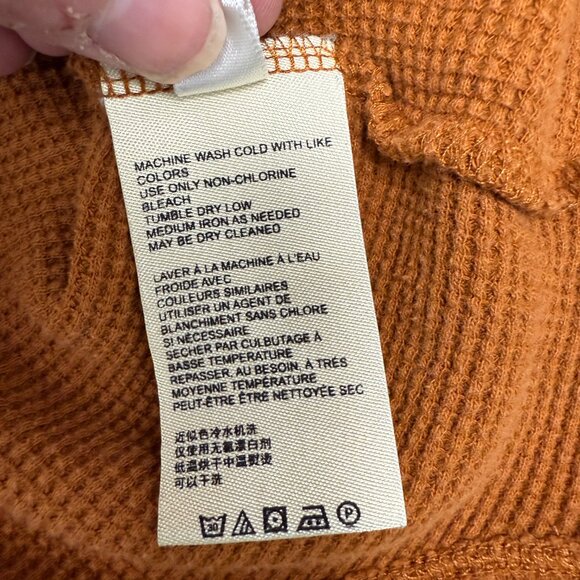 MACHINE WASH COLD WITH LIKE
COLORS
USE ONLY NON-CHLORINE
BLEACH
TUMBLE DRY LOW
MEDIUM IRON AS NEEDED
MAY BE DRY CLEANED
LAVER À LA MACHINE À L'EAU
FROIDE AVEC
COULEURS SIMILAIRES
UTILISER UN AGENT DE
BLANCHIMENT SANS CHLORE
SI NÉCESSAIRE
SÉCHER PAR CULBUTAGE À
BASSE TEMPÉRATURE
REPASSER, AU BESOIN, À TRÈS
MOYENNE TEMPÉRATURE
PEUT-ÊTRE ÊTRE NETTOYÉE SEC
近似色冷水机洗
仅使用无氯漂白剂
低温烘干中温熨烫
可以干洗
30 P